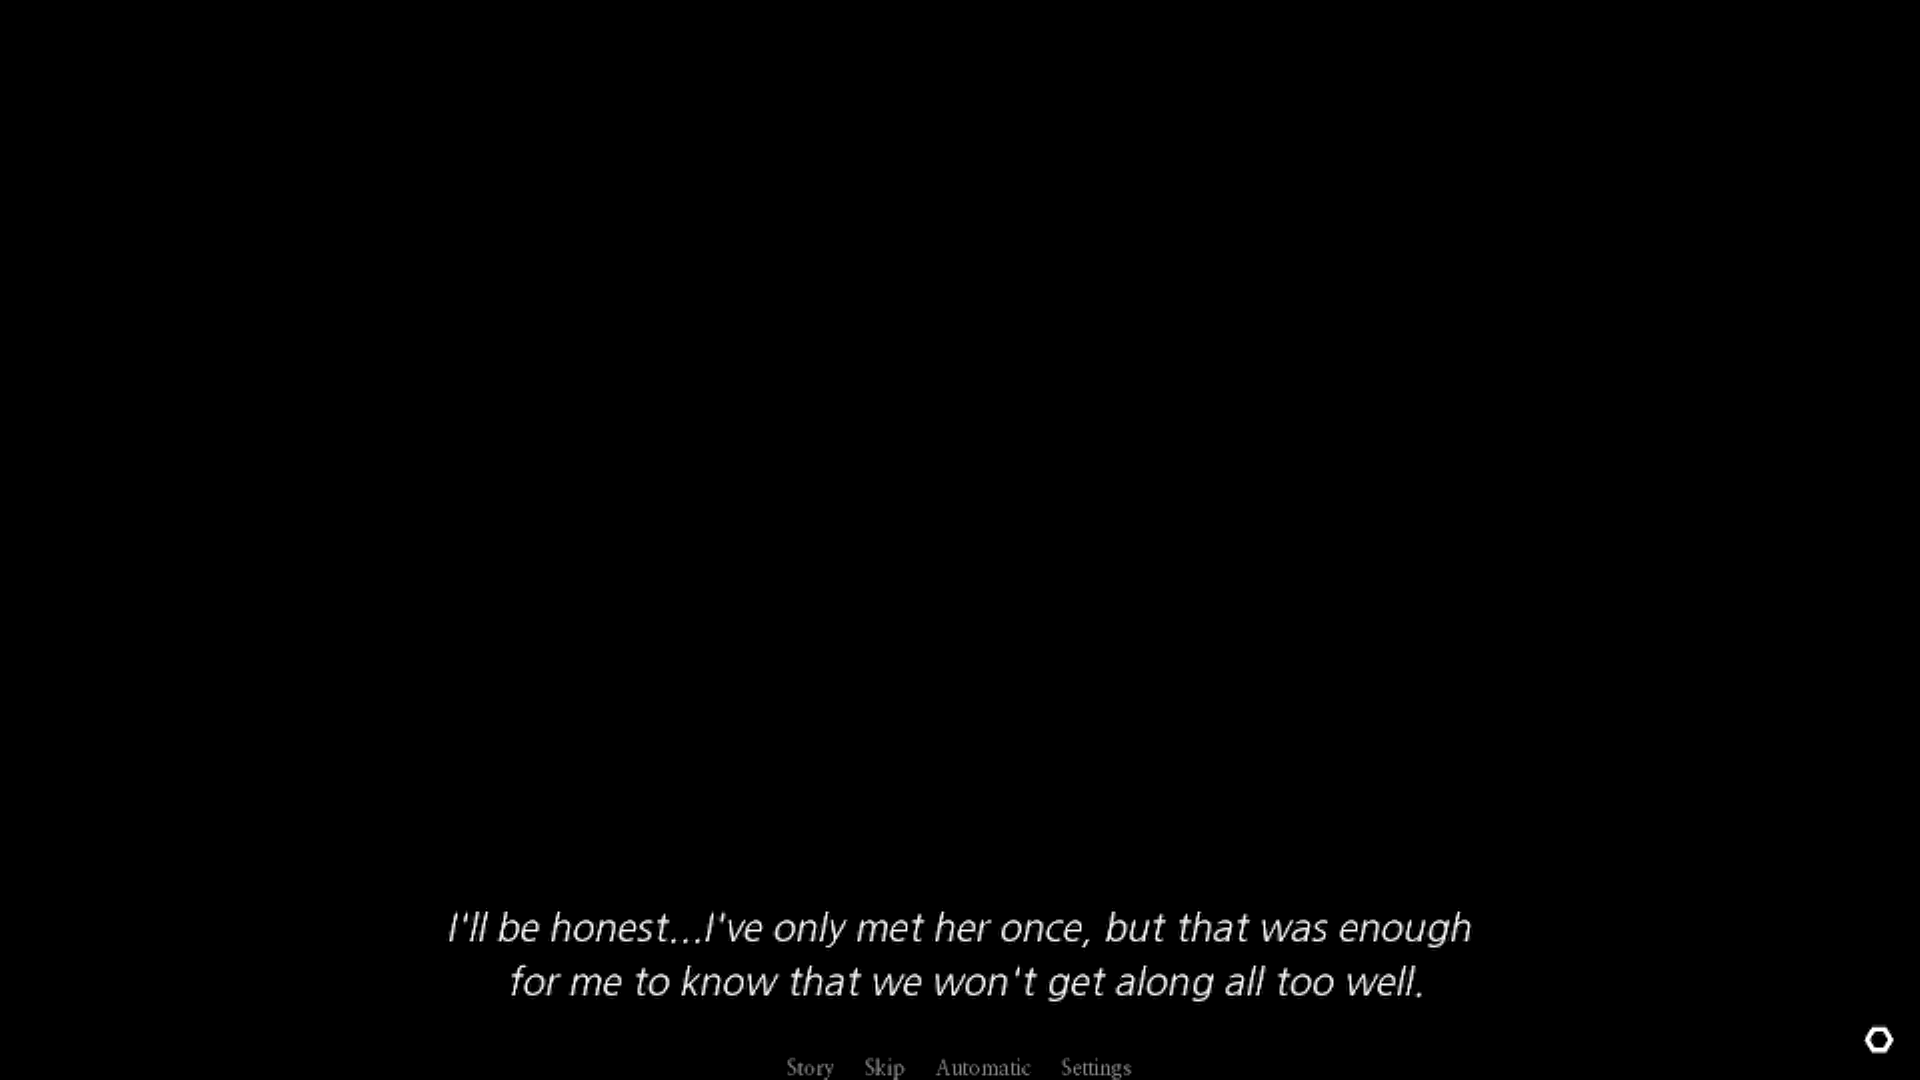 I'll be honest...I've only met her once, but that was enough
for me to know that we won't get along all too well.
Story Skip Automatic Settings